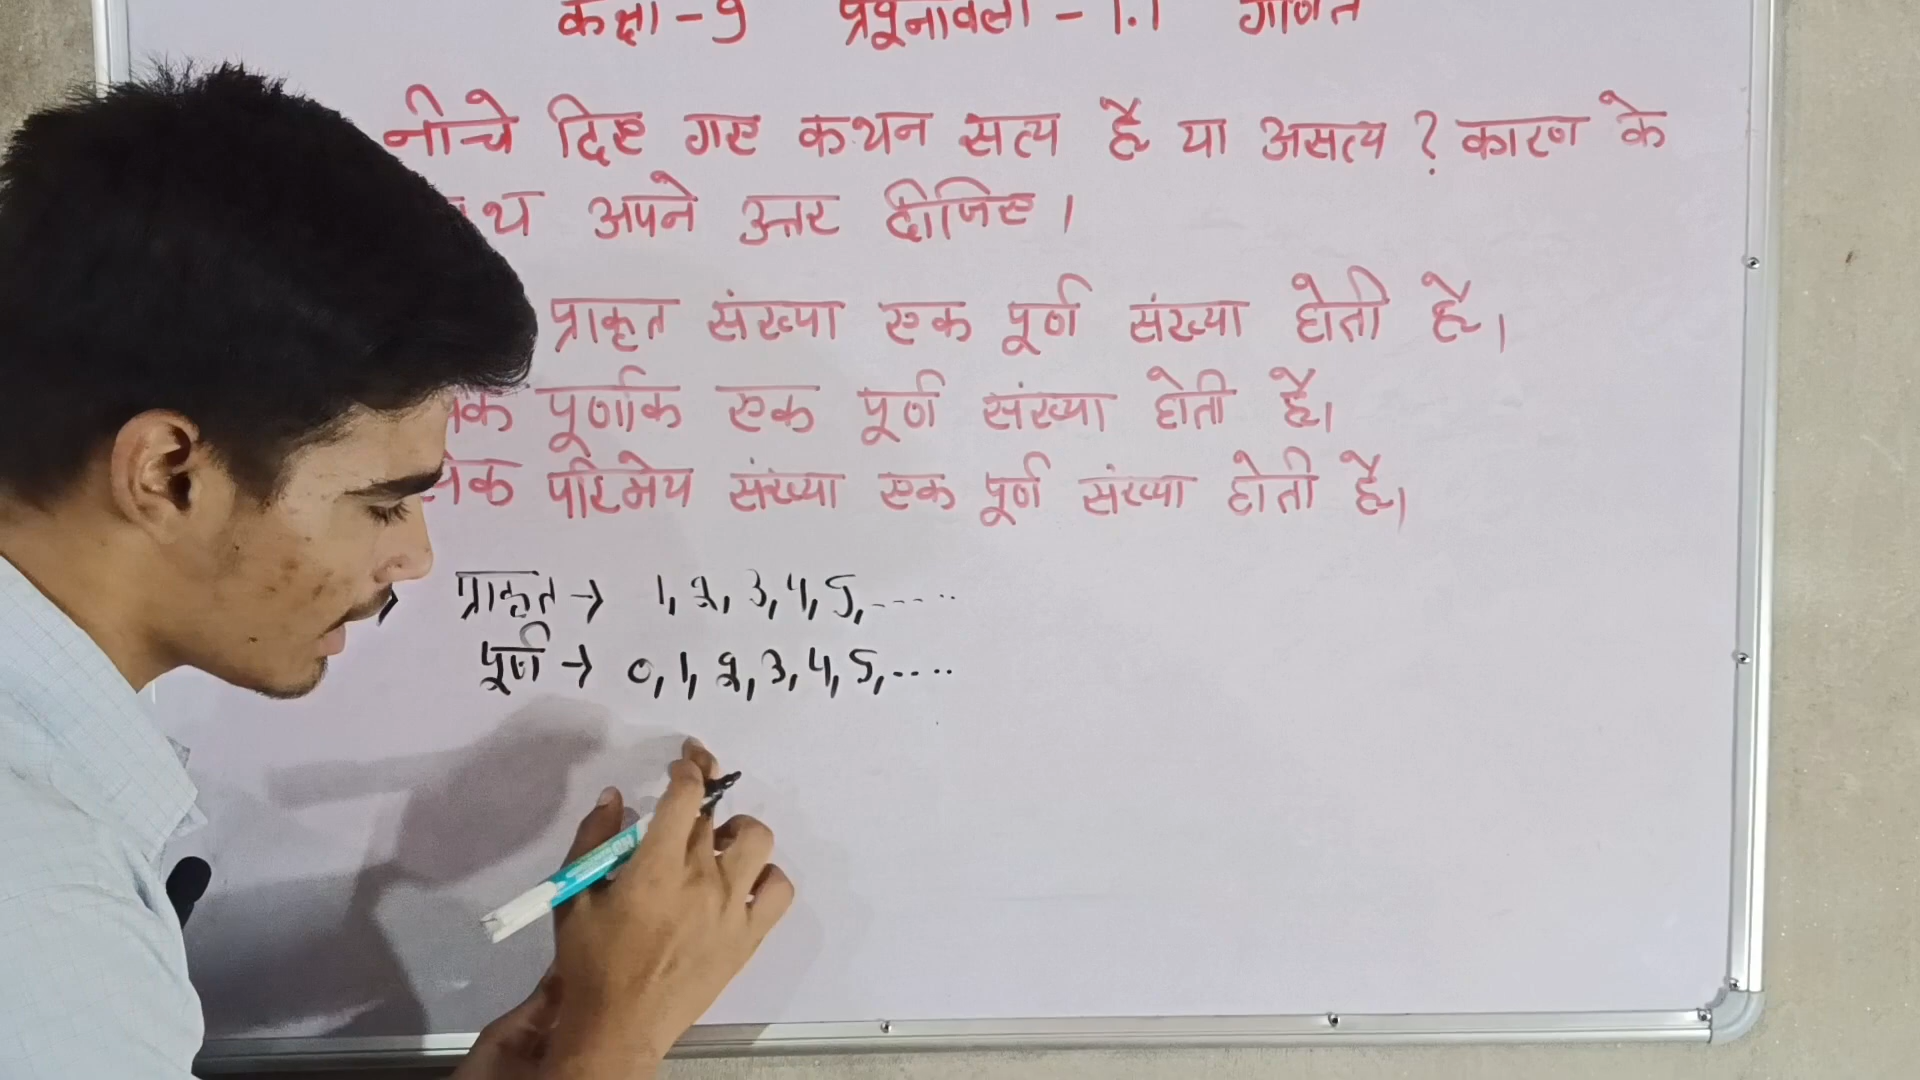 कक्षा - 9 प्रश्नावली - 1.1 गणित
नीचे दिए गए कथन सत्य है या असत्य ? कारण के
अपने उत्तर दीजिए।
प्राकृत संख्या एक पूर्ण संख्या होती है।
पूर्णांक एक पूर्ण संख्या होती है।
परिमेय संख्या एक पूर्ण संख्या होती है।
प्राकृत → 1, 2, 3, 4, 5, ......
पूर्ण → 0, 1, 2, 3, 4, 5, ....